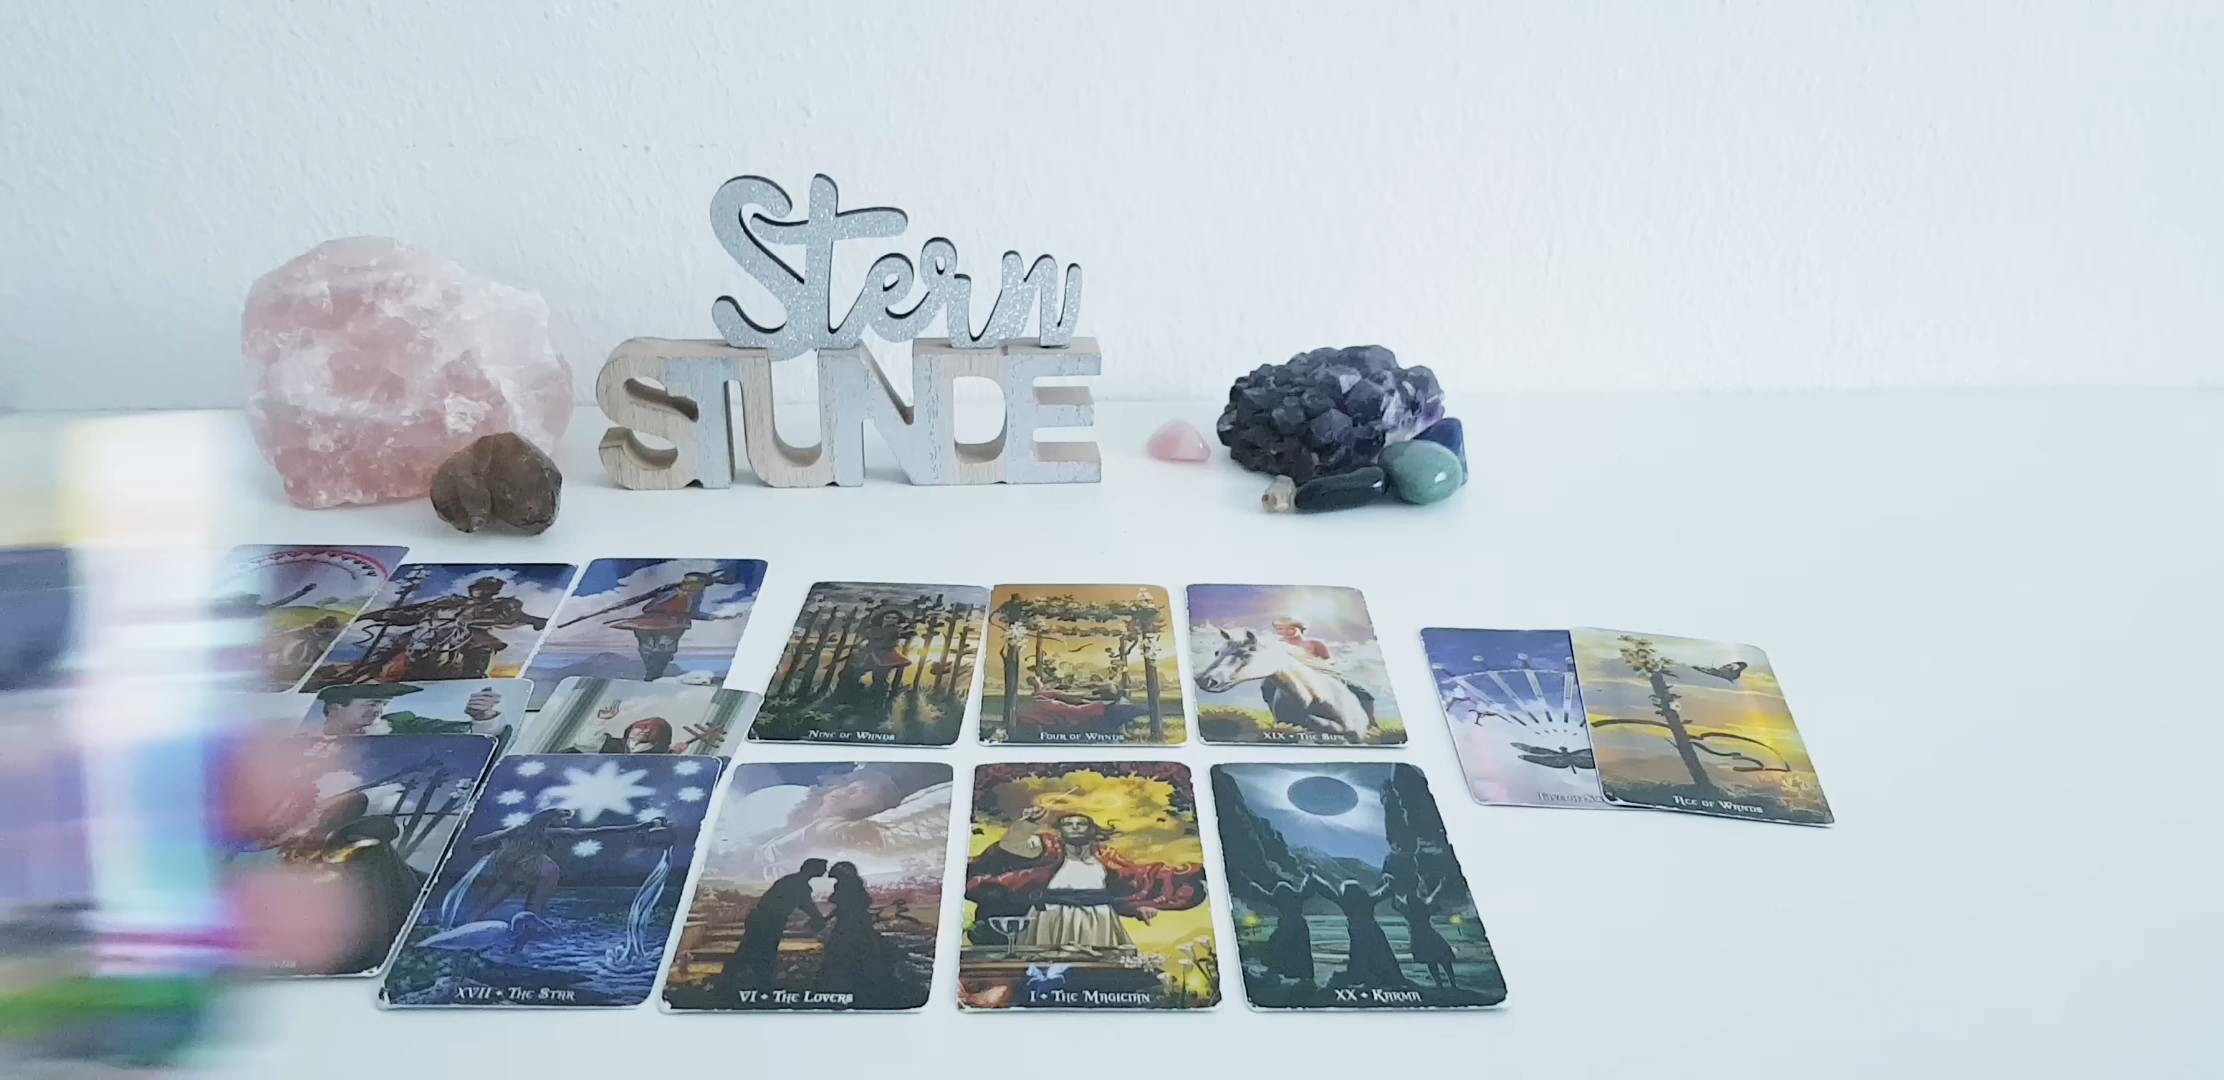 Stern
STUNDE
NINE OF WANDS
FOUR OF WANDS
XIX • THE SUN
ACE OF WANDS
XVII • THE STAR
VI • THE LOVERS
I • THE MAGICIAN
XX • KARMA